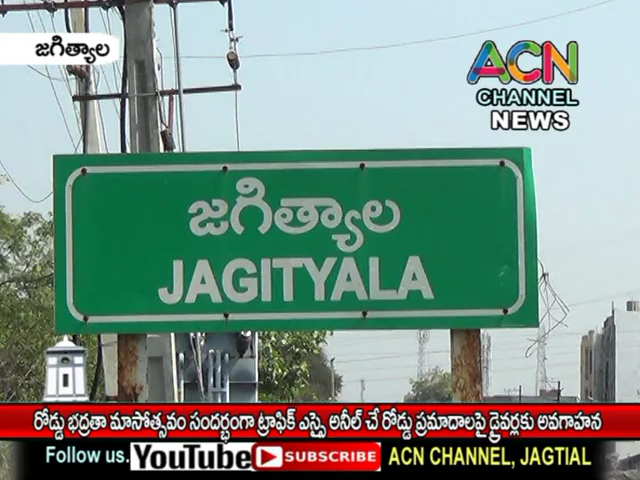 జగిత్యాల
ACN
CHANNEL
NEWS
జగిత్యాల
JAGITYALA
రోడ్డు భద్రతా మాసోత్సవం సందర్భంగా ట్రాఫిక్ ఎస్సై అనీల్ చే రోడ్డు ప్రమాదాలపై డ్రైవర్లకు అవగాహన
Follow us. YouTube SUBSCRIBE ACN CHANNEL, JAGTIAL